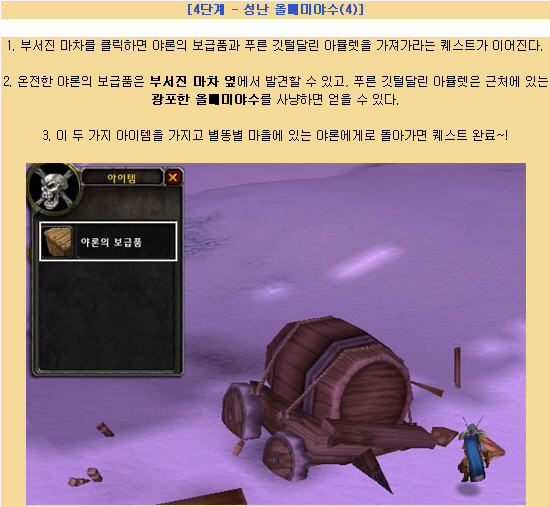 [4단계 - 성난 올빼미야수(4)]
1. 부서진 마차를 클릭하면 야론의 보급품과 푸른 깃털달린 아뮬렛을 가져가라는 퀘스트가 이어진다.
2. 온전한 야론의 보급품은 부서진 마차 옆에서 발견할 수 있고, 푸른 깃털달린 아뮬렛은 근처에 있는
광포한 올빼미야수를 사냥하면 얻을 수 있다.
3. 이 두 가지 아이템을 가지고 별똥별 마을에 있는 야론에게로 돌아가면 퀘스트 완료~!
아이템
야론의 보급품